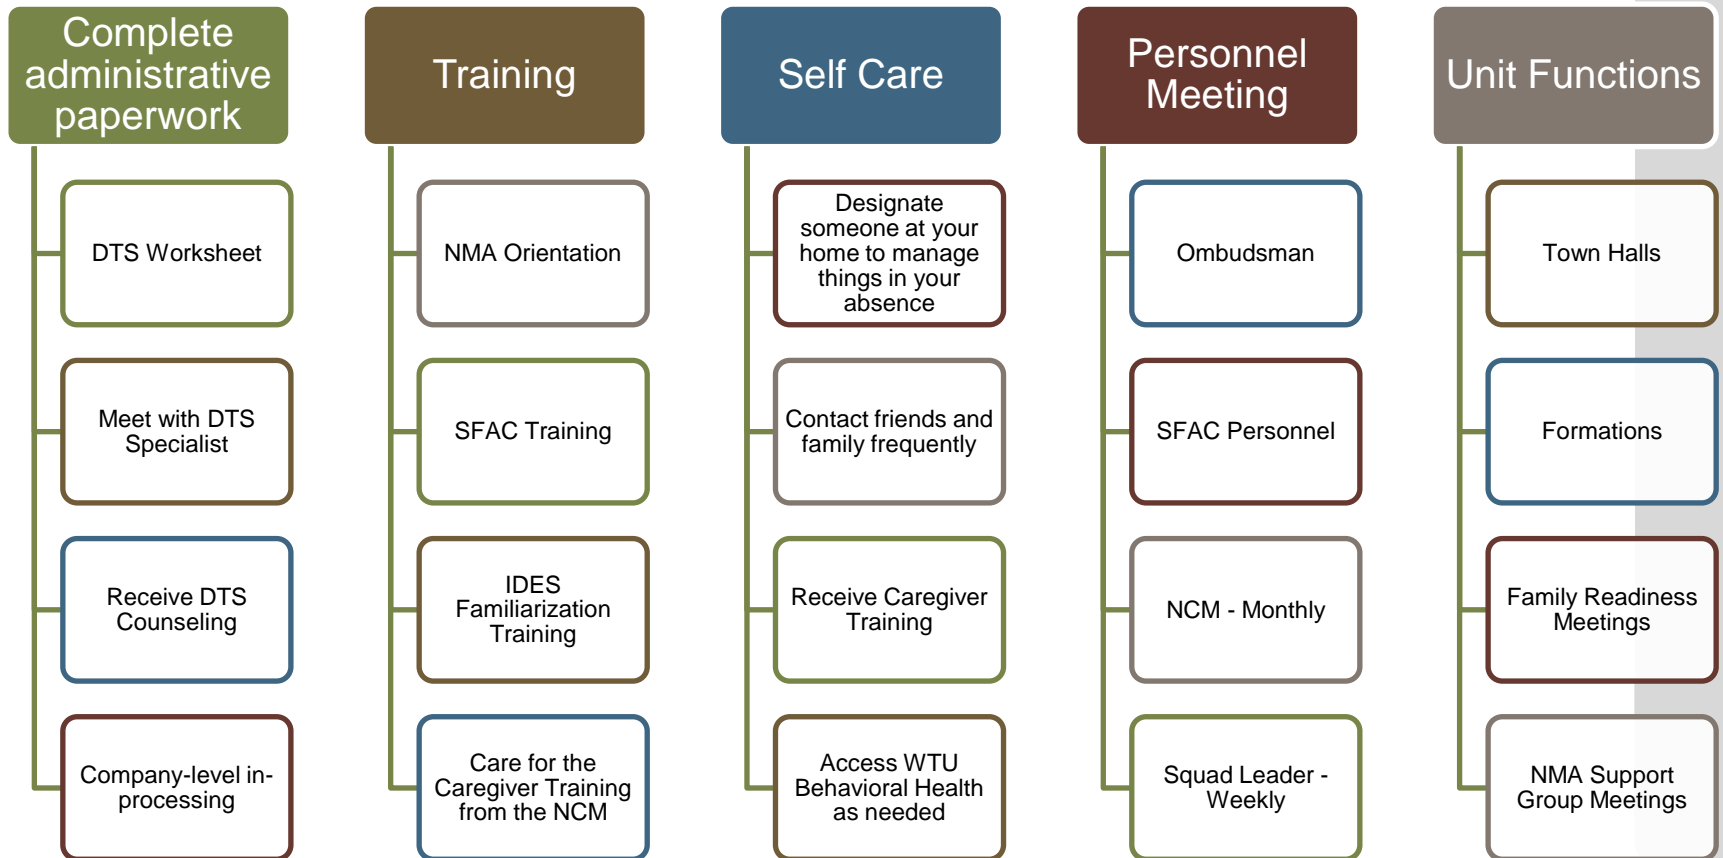 Complete
administrative
paperwork
DTS Worksheet
Meet with DTS
Specialist
Receive DTS
Counseling
Company-level in-
processing
Training
NMA Orientation
SFAC Training
IDES
Familiarization
Training
Care for the
Caregiver Training
from the NCM
Self Care
Designate
someone at your
home to manage
things in your
absence
Contact friends and
family frequently
Receive Caregiver
Training
Access WTU
Behavioral Health
as needed
Personnel
Meeting
Ombudsman
SFAC Personnel
NCM - Monthly
Squad Leader -
Weekly
Unit Functions
Town Halls
Formations
Family Readiness
Meetings
NMA Support
Group Meetings